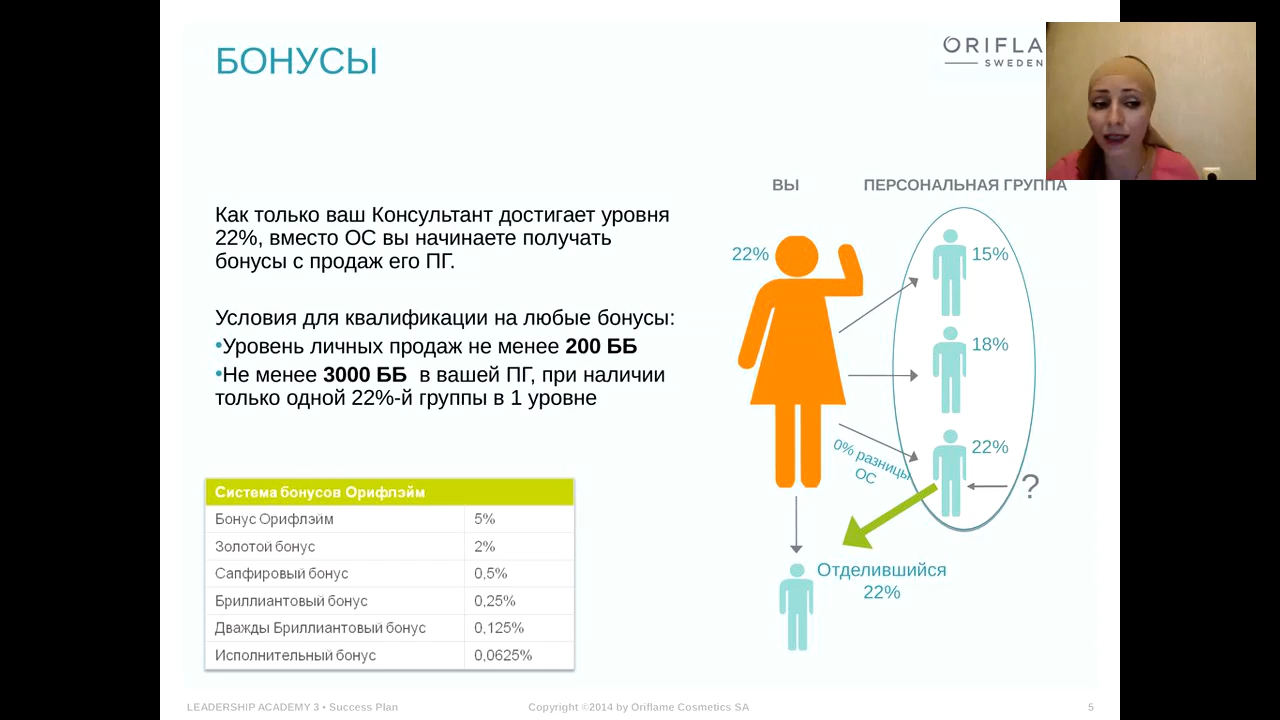 БОНУСЫ
ORIFLA
SWEDEN
ВЫ
ПЕРСОНАЛЬНАЯ ГРУППА
Как только ваш Консультант достигает уровня
22%, вместо ОС вы начинаете получать
бонусы с продаж его ПГ.
Условия для квалификации на любые бонусы:
•Уровень личных продаж не менее 200 ББ
•Не менее 3000 ББ в вашей ПГ, при наличии
только одной 22%-й группы в 1 уровне
22%
15%
18%
22%
0% разницы
ОС
?
Отделившийся
22%
Система бонусов Орифлэйм
Бонус Орифлэйм 5%
Золотой бонус 2%
Сапфировый бонус 0,5%
Бриллиантовый бонус 0,25%
Дважды Бриллиантовый бонус 0,125%
Исполнительный бонус 0,0625%
LEADERSHIP ACADEMY 3 • Success Plan
Copyright ©2014 by Oriflame Cosmetics SA
5